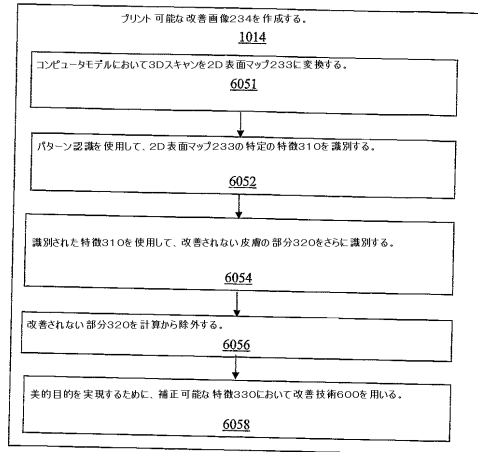 プリント可能な改善画像234を作成する。
1014
コンピュータモデルにおいて3Dスキャンを2D表面マップ233に変換する。
6051
パターン認識を使用して、2D表面マップ233の特定の特徴310を識別する。
6052
識別された特徴310を使用して、改善されない皮膚の部分320をさらに識別する。
6054
改善されない部分320を計算から除外する。
6056
美的目的を実現するために、補正可能な特徴330において改善技術600を用いる。
6058